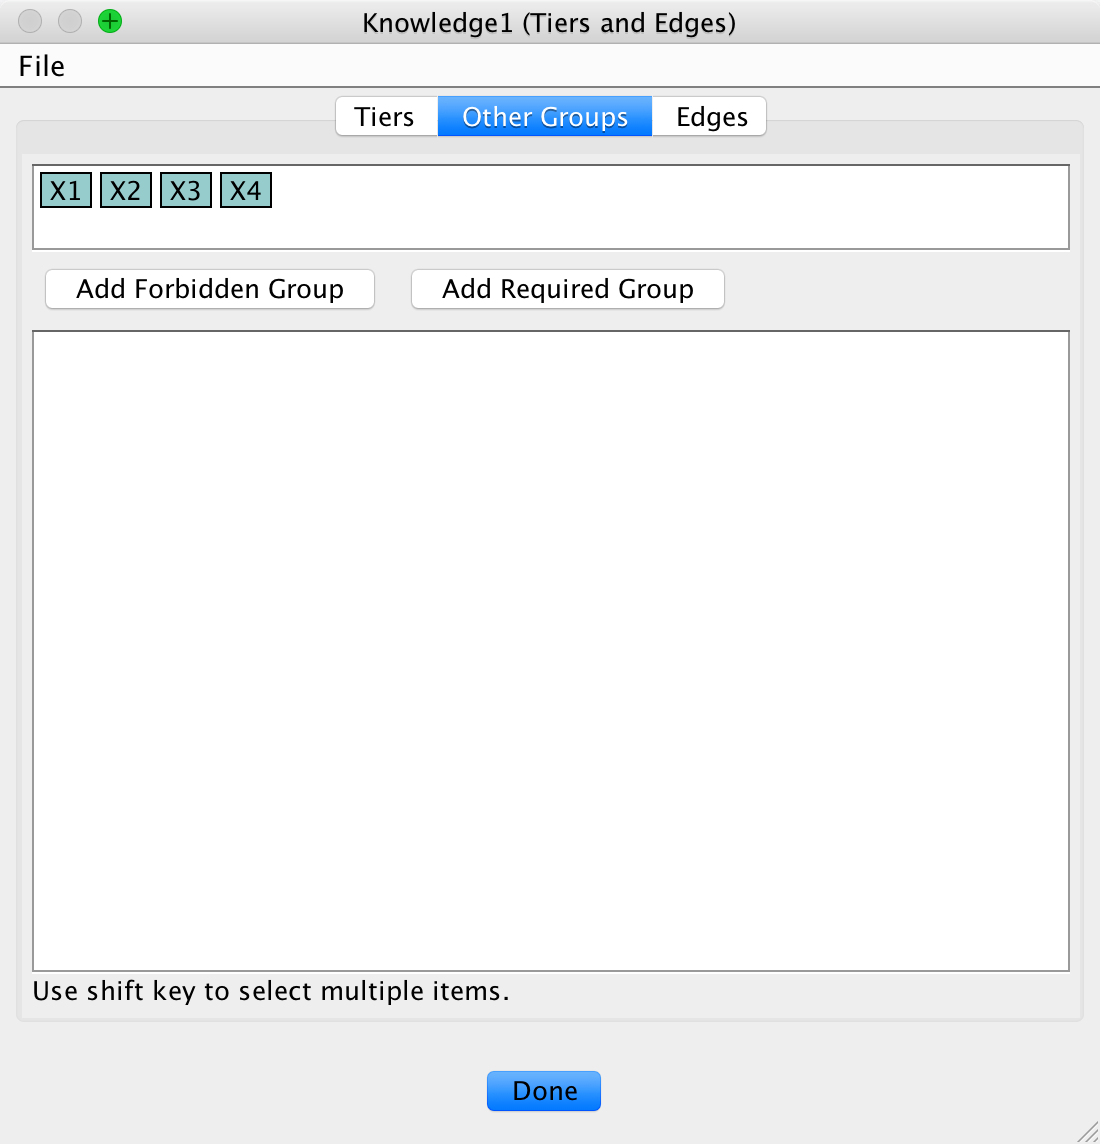 Knowledge1 (Tiers and Edges)
File
Tiers Other Groups Edges
X1 X2 X3 X4
Add Forbidden Group Add Required Group
Use shift key to select multiple items.
Done